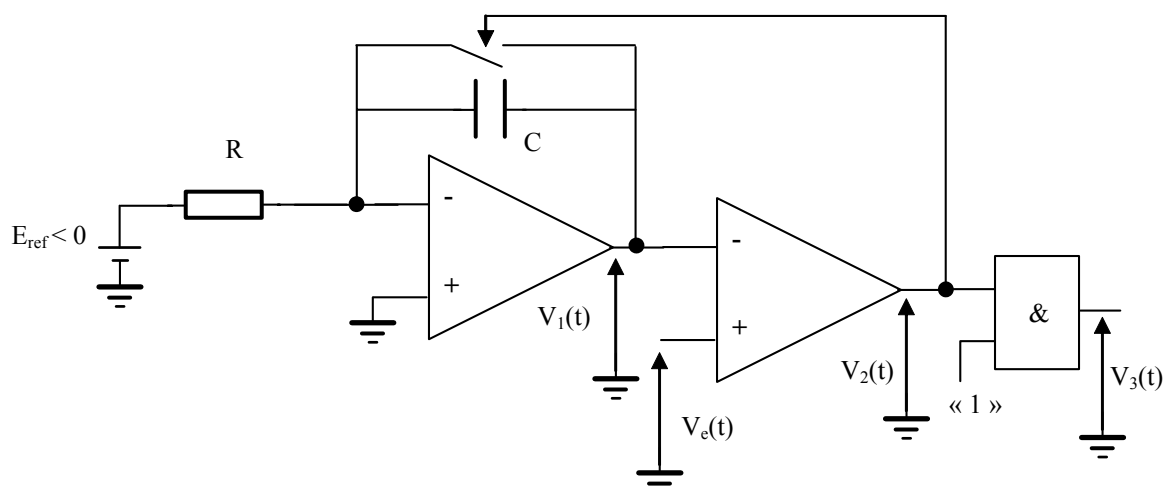 R
C
E_ref < 0
-
+
V_1(t)
-
+
V_e(t)
V_2(t)
&
« 1 »
V_3(t)